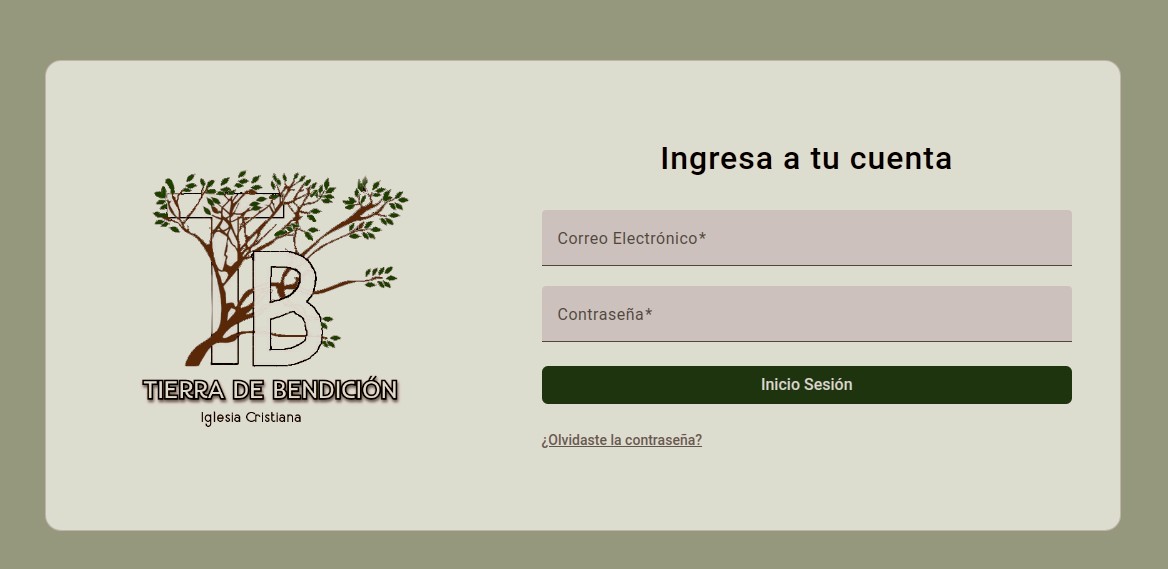 TB
TIERRA DE BENDICIÓN
Iglesia Cristiana
Ingresa a tu cuenta
Correo Electrónico*
Contraseña*
Inicio Sesión
¿Olvidaste la contraseña?